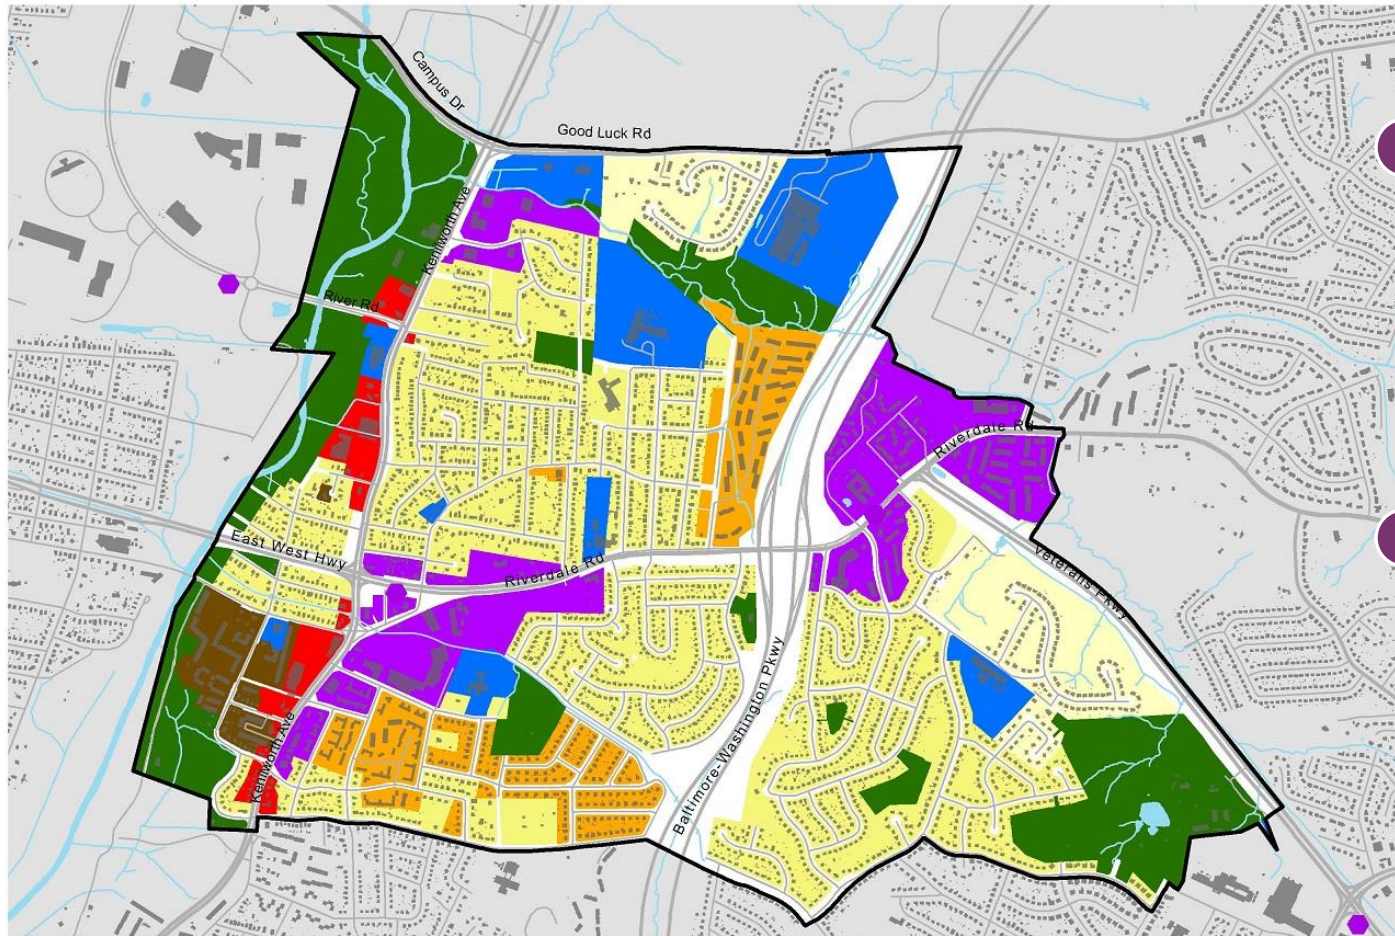 Campus Dr
Good Luck Rd
Kenilworth Ave
River Rd
Riverdale Rd
East West Hwy
Riverdale Rd
Veterans Pkwy
Baltimore-Washington Pkwy
Kenilworth Ave